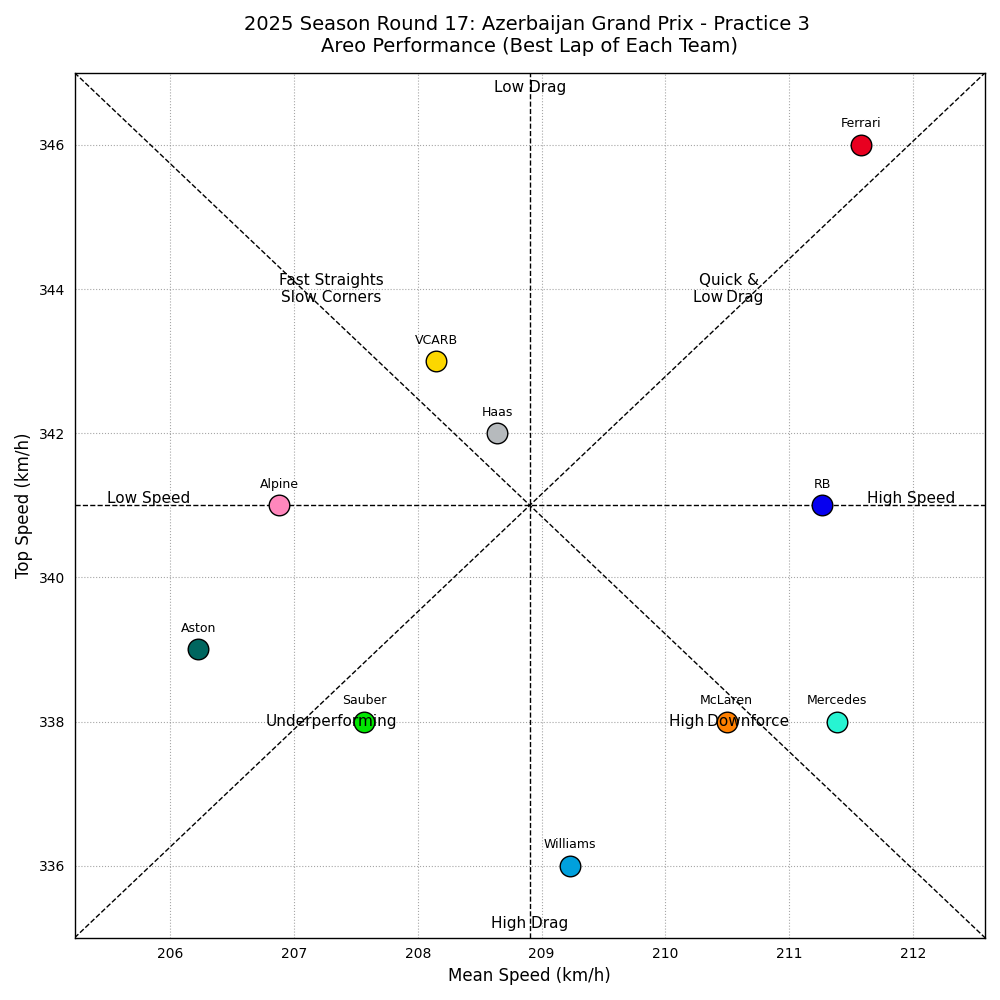 2025 Season Round 17: Azerbaijan Grand Prix - Practice 3
Areo Performance (Best Lap of Each Team)
Low Drag
Ferrari
346
344
Fast Straights
Slow Corners
Quick &
Low Drag
VCARB
Haas
342
Alpine
RB
Low Speed
High Speed
Top Speed (km/h)
340
Aston
Sauber
McLaren
Mercedes
338
Underperforming
High Downforce
Williams
336
High Drag
206
207
208
209
210
211
212
Mean Speed (km/h)